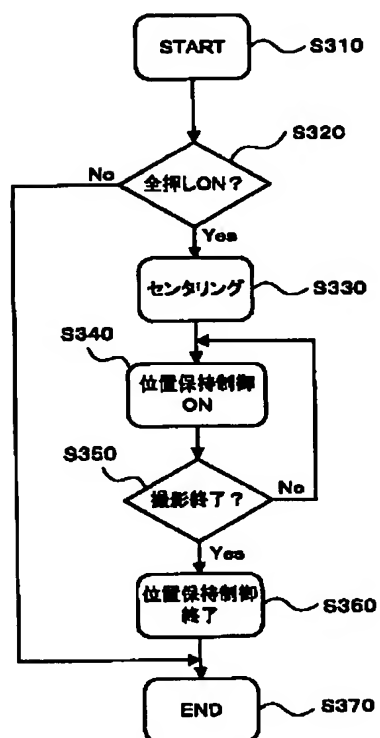 START
S310
S320
全押しON?
No
Yes
センタリング
S330
S340
位置保持制御
ON
S350
撮影終了?
No
Yes
位置保持制御
終了
S360
END
S370